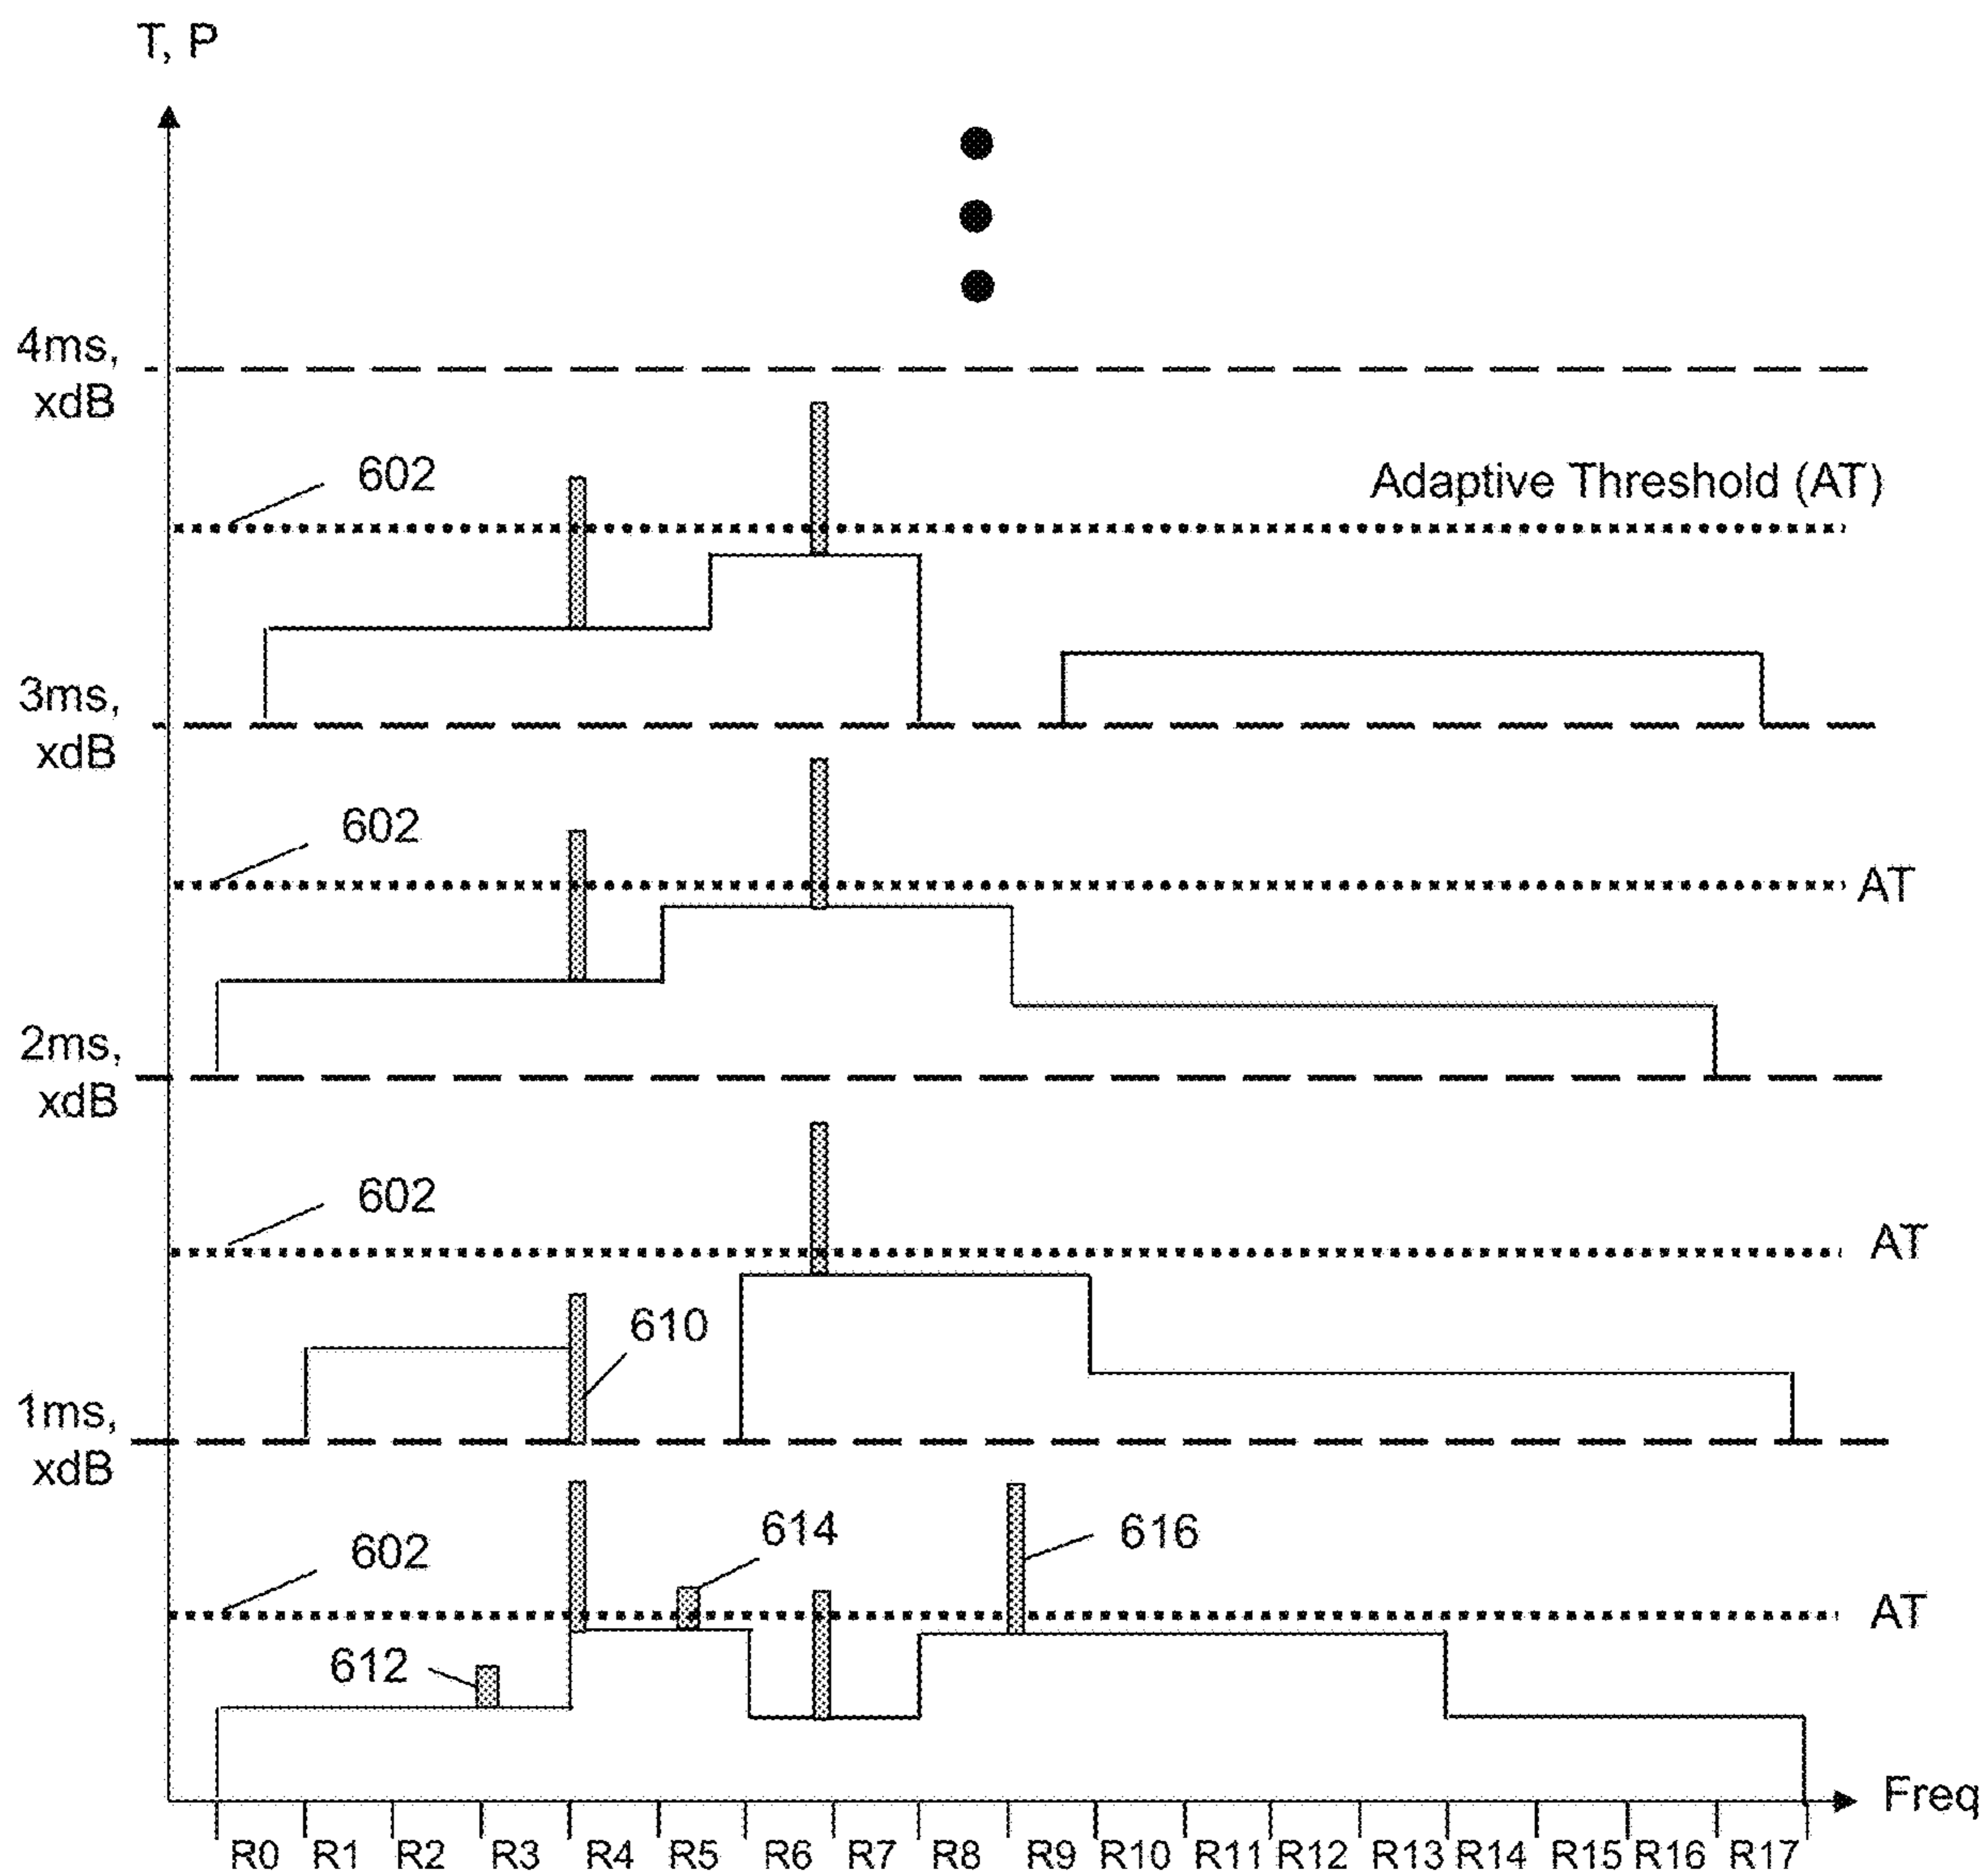 T, P
4ms,
xdB
602
Adaptive Threshold (AT)
3ms,
xdB
602
AT
2ms,
xdB
602
AT
610
1ms,
xdB
614
616
602
AT
612
Freq
R0 R1 R2 R3 R4 R5 R6 R7 R8 R9 R10 R11 R12 R13 R14 R15 R16 R17